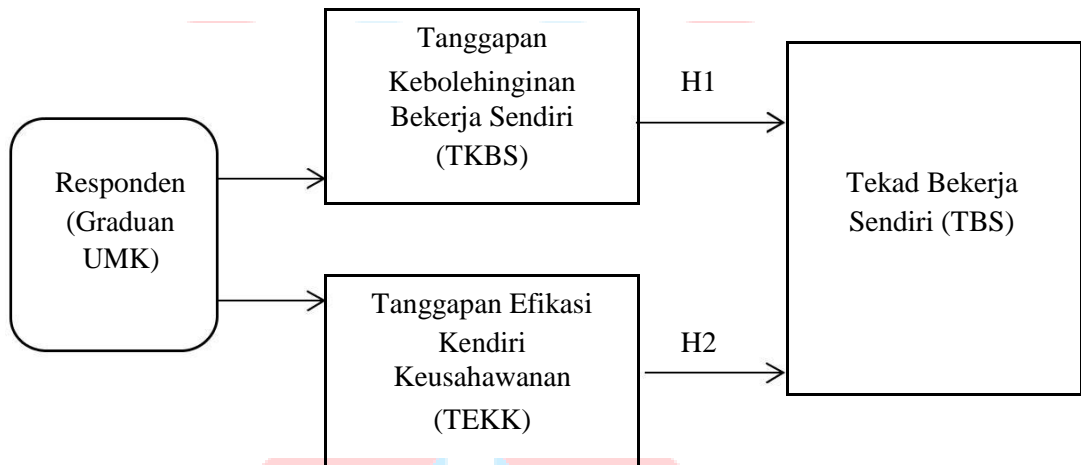 Responden
(Graduan
UMK)
Tanggapan
Kebolehinginan
Bekerja Sendiri
(TKBS)
H1
Tanggapan Efikasi
Kendiri
Keusahawanan
(TEKK)
H2
Tekad Bekerja
Sendiri (TBS)